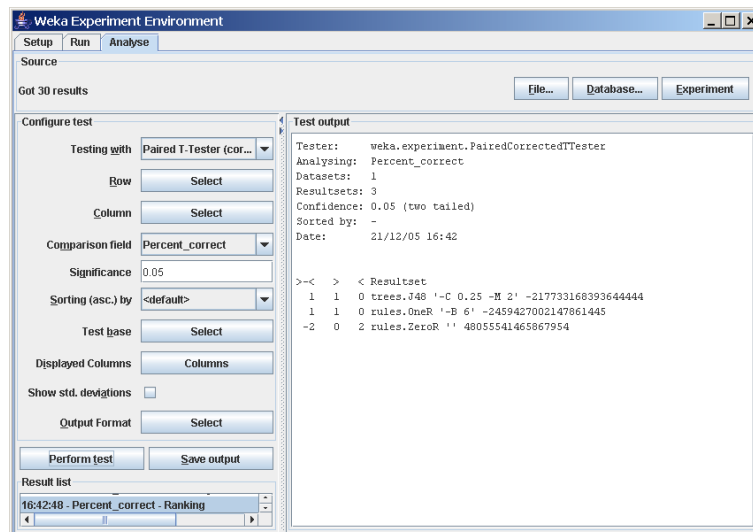 Weka Experiment Environment
Setup Run Analyse
Source
Got 30 results
File... Database... Experiment
Configure test
Testing with Paired T-Tester (cor...
Row Select
Column Select
Comparison field Percent_correct
Significance 0.05
Sorting (asc.) by <default>
Test base Select
Displayed Columns Columns
Show std. deviations
Output Format Select
Perform test Save output
Result list
16:42:48 - Percent_correct - Ranking
Test output
Tester: weka.experiment.PairedCorrectedTTester
Analysing: Percent_correct
Datasets: 1
Resultsets: 3
Confidence: 0.05 (two tailed)
Sorted by: -
Date: 21/12/05 16:42
>-< > < Resultset
1 1 0 trees.J48 '-C 0.25 -M 2' -217733168393644444
1 1 0 rules.OneR '-B 6' -2459427002147861445
-2 0 2 rules.ZeroR '' 48055541465867954